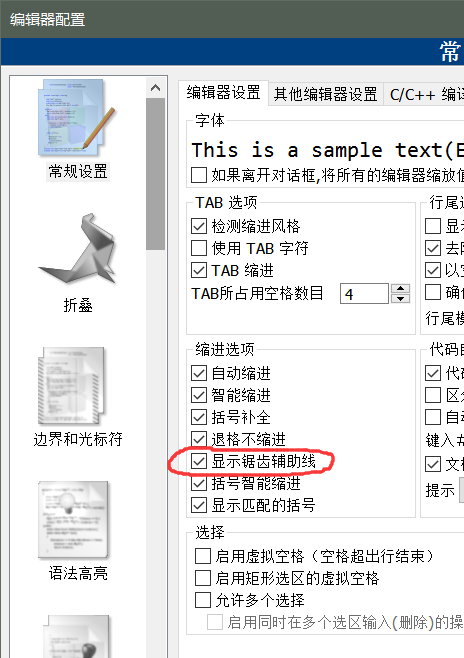 编辑器配置
常
常规设置
折叠
边界和光标符
语法高亮
编辑器设置
其他编辑器设置
C/C++ 编译
字体
This is a sample text(E
如果离开对话框,将所有的编辑器缩放值
TAB 选项
检测缩进风格
使用 TAB 字符
TAB 缩进
TAB所占用空格数目
4
行尾
显
去
以
确
行尾模
缩进选项
自动缩进
智能缩进
括号补全
退格不缩进
显示锯齿辅助线
括号智能缩进
显示匹配的括号
代码
代码
区
自动
键入#
文档
提示
选择
启用虚拟空格（空格超出行结束）
启用矩形选区的虚拟空格
允许多个选择
启用同时在多个选区输入(删除)的操